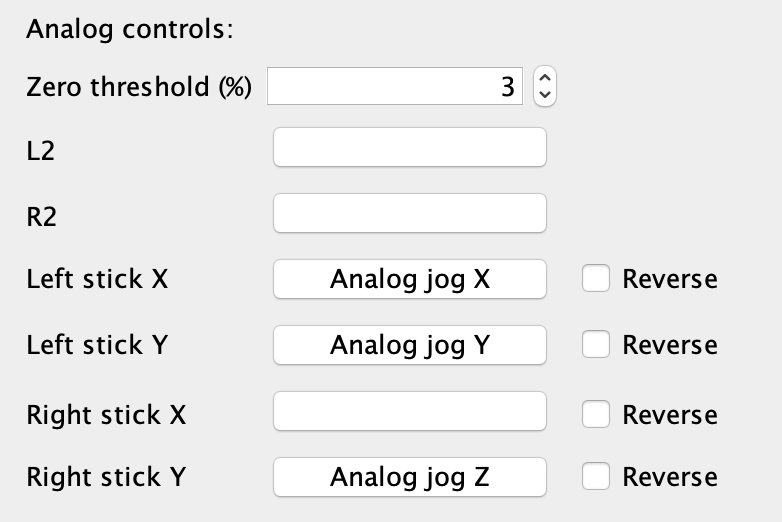 Analog controls:
Zero threshold (%) 3
L2
R2
Left stick X Analog jog X Reverse
Left stick Y Analog jog Y Reverse
Right stick X Reverse
Right stick Y Analog jog Z Reverse